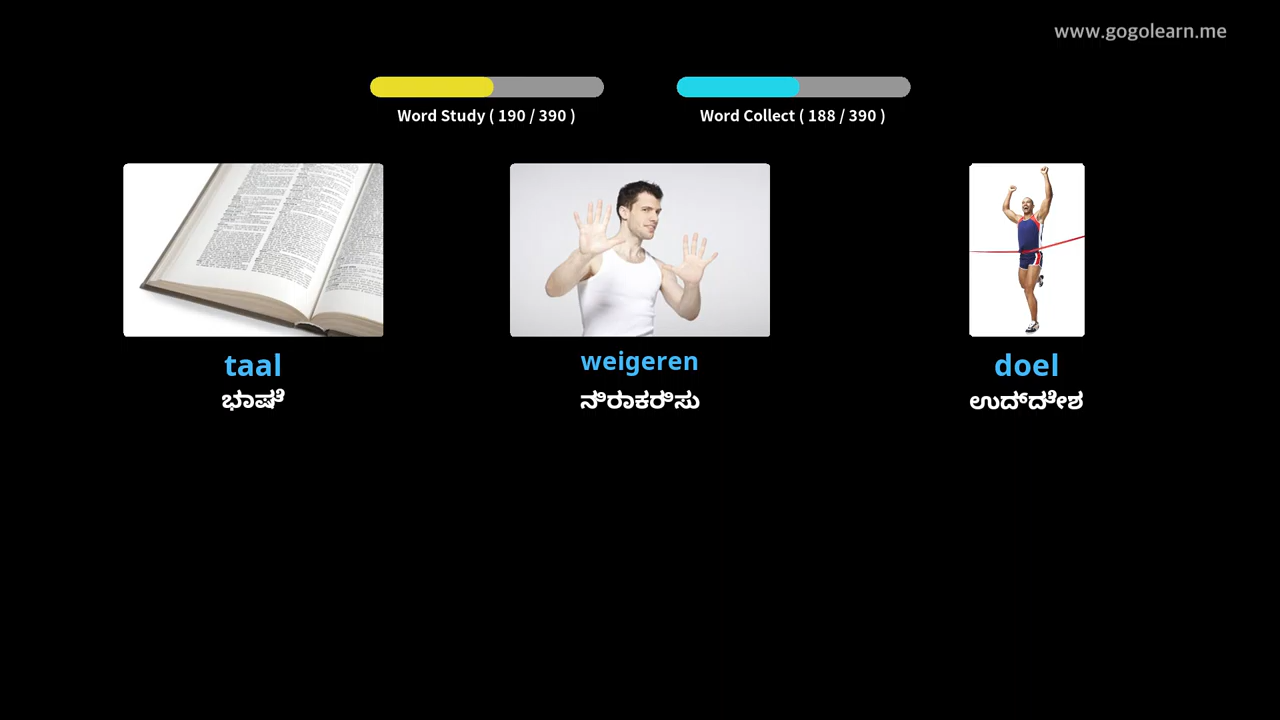 www.gogolearn.me
Word Study ( 190 / 390 )
Word Collect ( 188 / 390 )
taal
ಭಾಷೆ
weigeren
ನಿರಾಕರಿಸು
doel
ಉದ್ದೇಶ